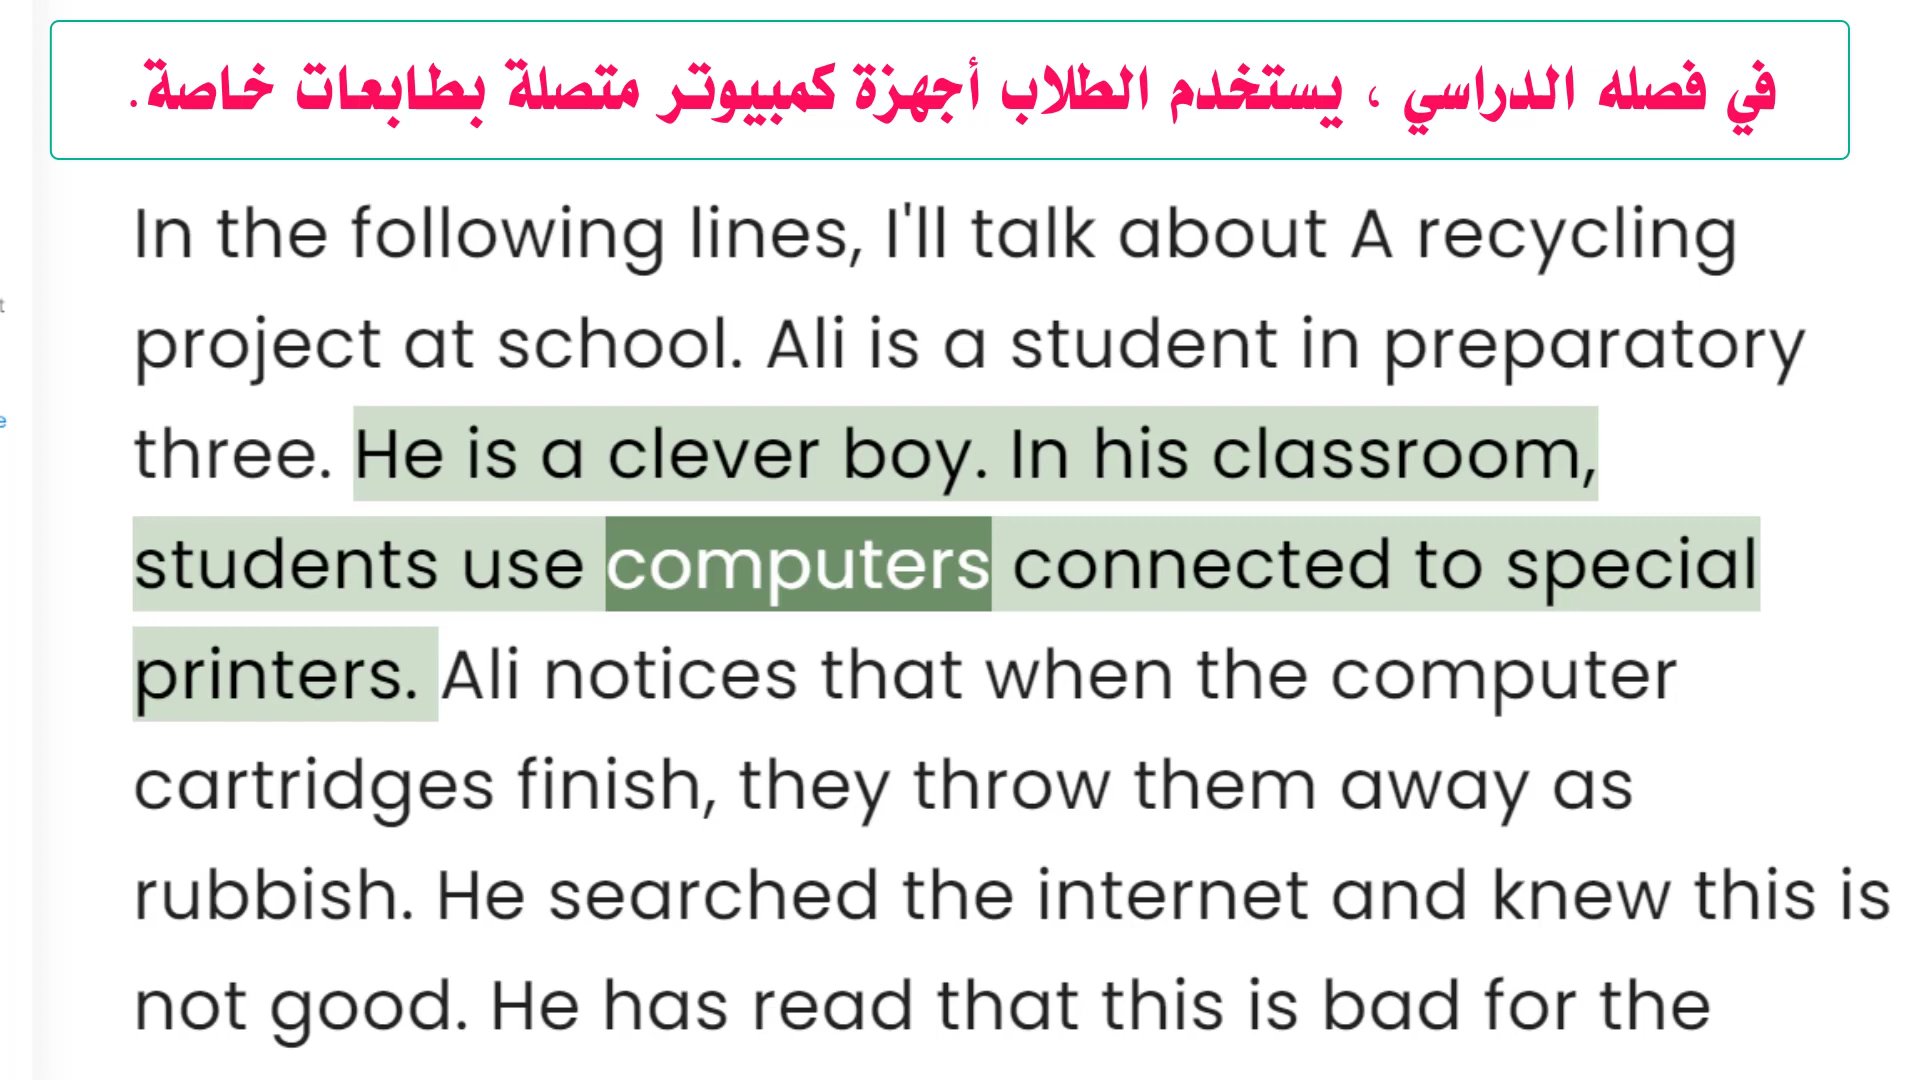 في فصله الدراسي ، يستخدم الطلاب أجهزة كمبيوتر متصلة بطابعات خاصة.
In the following lines, I'll talk about A recycling
project at school. Ali is a student in preparatory
three. He is a clever boy. In his classroom,
students use computers connected to special
printers. Ali notices that when the computer
cartridges finish, they throw them away as
rubbish. He searched the internet and knew this is
not good. He has read that this is bad for the